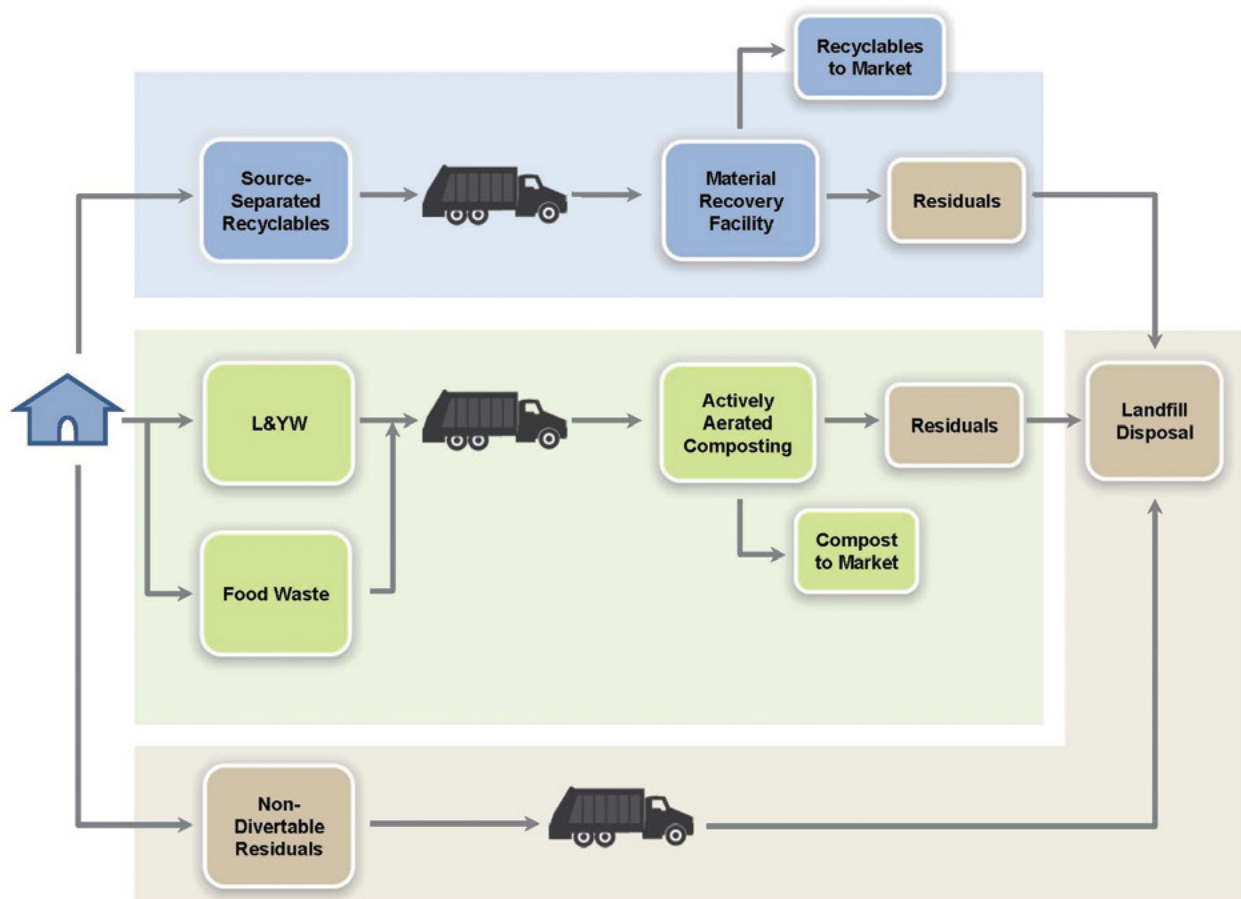 Recyclables
to Market
Source-
Separated
Recyclables
Material
Recovery
Facility
Residuals
L&YW
Actively
Aerated
Composting
Residuals
Landfill
Disposal
Food Waste
Compost
to Market
Non-
Divertable
Residuals